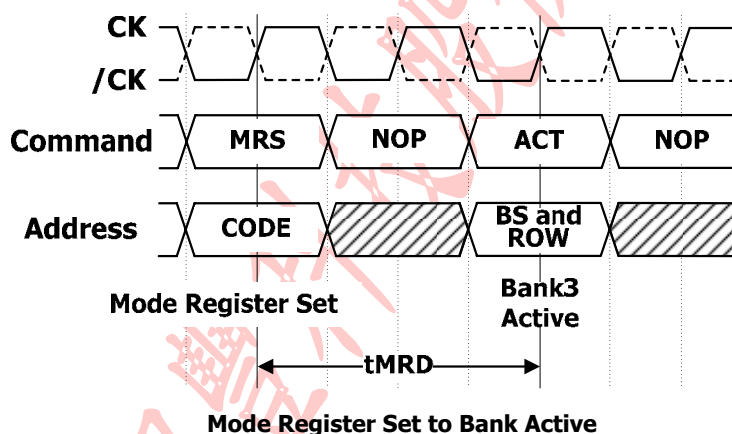 CK
/CK
Command MRS NOP ACT NOP
Address CODE BS and
ROW
Mode Register Set Bank3
Active
tMRD
Mode Register Set to Bank Active